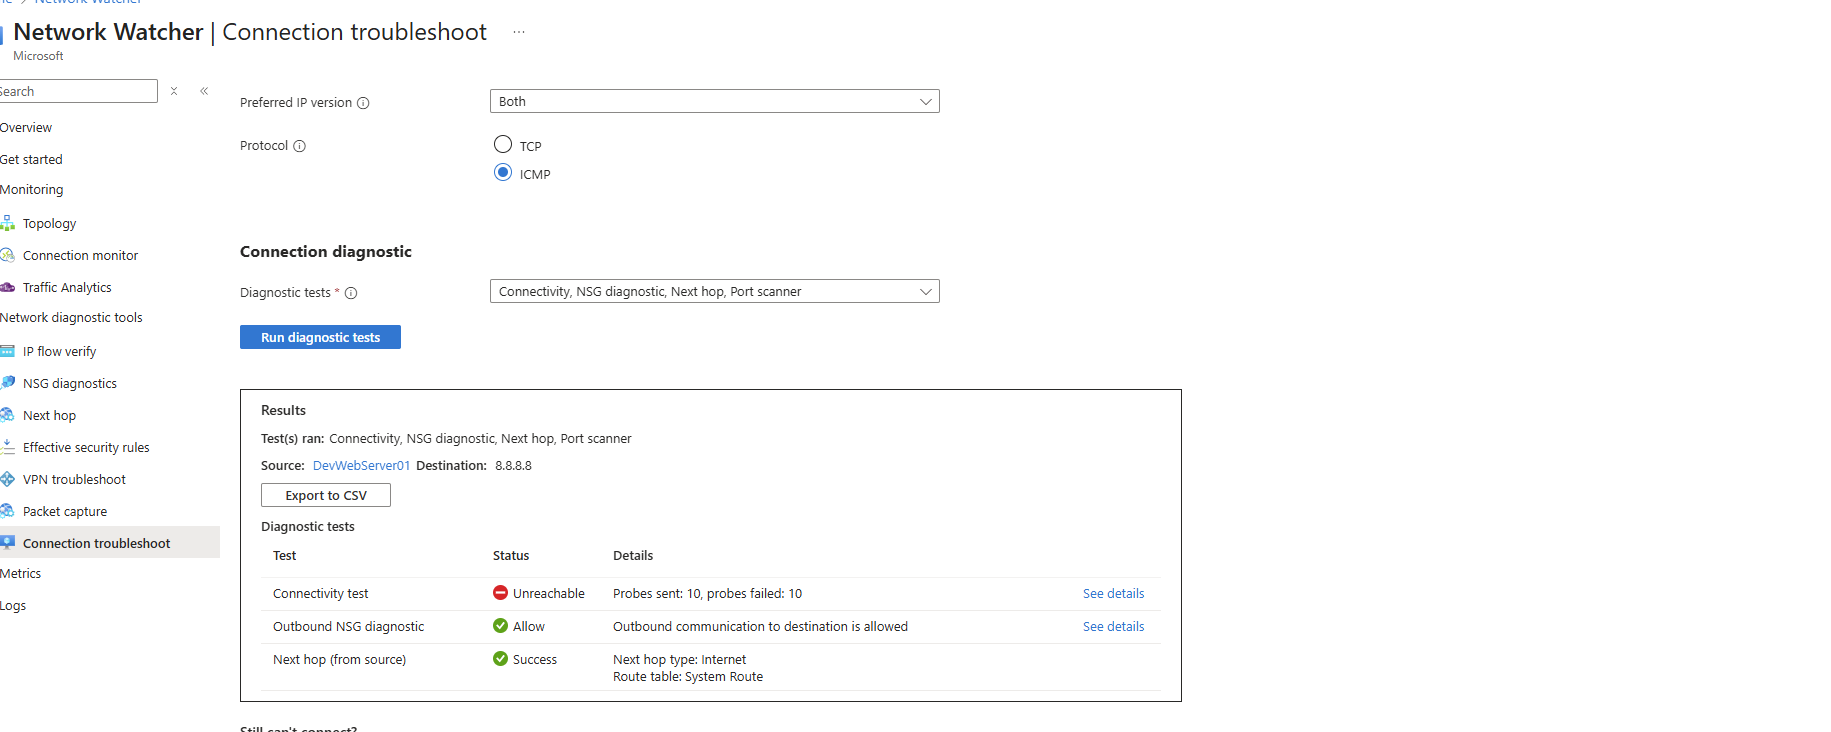 Network Watcher
Network Watcher | Connection troubleshoot ...
Microsoft
Search
Overview
Get started
Monitoring
Topology
Connection monitor
Traffic Analytics
Network diagnostic tools
IP flow verify
NSG diagnostics
Next hop
Effective security rules
VPN troubleshoot
Packet capture
Connection troubleshoot
Metrics
Logs
Preferred IP version
Both
Protocol
TCP
ICMP
Connection diagnostic
Diagnostic tests *
Connectivity, NSG diagnostic, Next hop, Port scanner
Run diagnostic tests
Results
Test(s) ran: Connectivity, NSG diagnostic, Next hop, Port scanner
Source: DevWebServer01 Destination: 8.8.8.8
Export to CSV
Diagnostic tests
Test Status Details
Connectivity test Unreachable Probes sent: 10, probes failed: 10 See details
Outbound NSG diagnostic Allow Outbound communication to destination is allowed See details
Next hop (from source) Success Next hop type: Internet
Route table: System Route
Still can't connect?